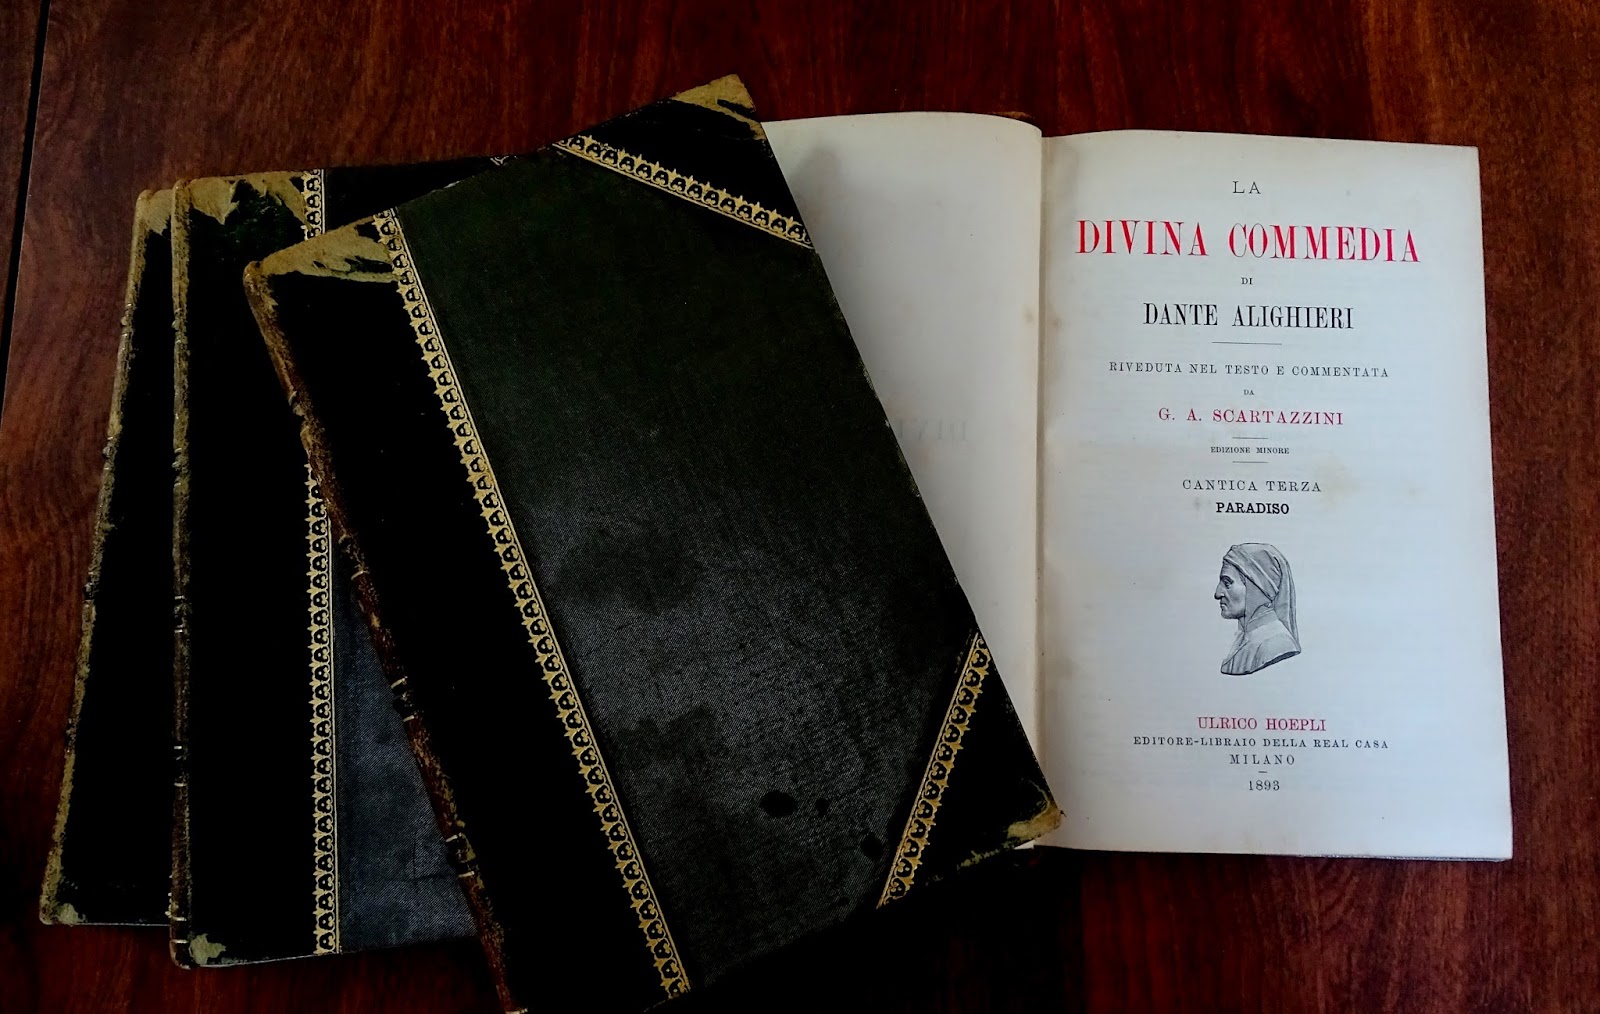 LA
DIVINA COMMEDIA
DI
DANTE ALIGHIERI
RIVEDUTA NEL TESTO E COMMENTATA
DA
G. A. SCARTAZZINI
EDIZIONE MINORE
CANTICA TERZA
PARADISO
ULRICO HOEPLI
EDITORE-LIBRAIO DELLA REAL CASA
MILANO
1893